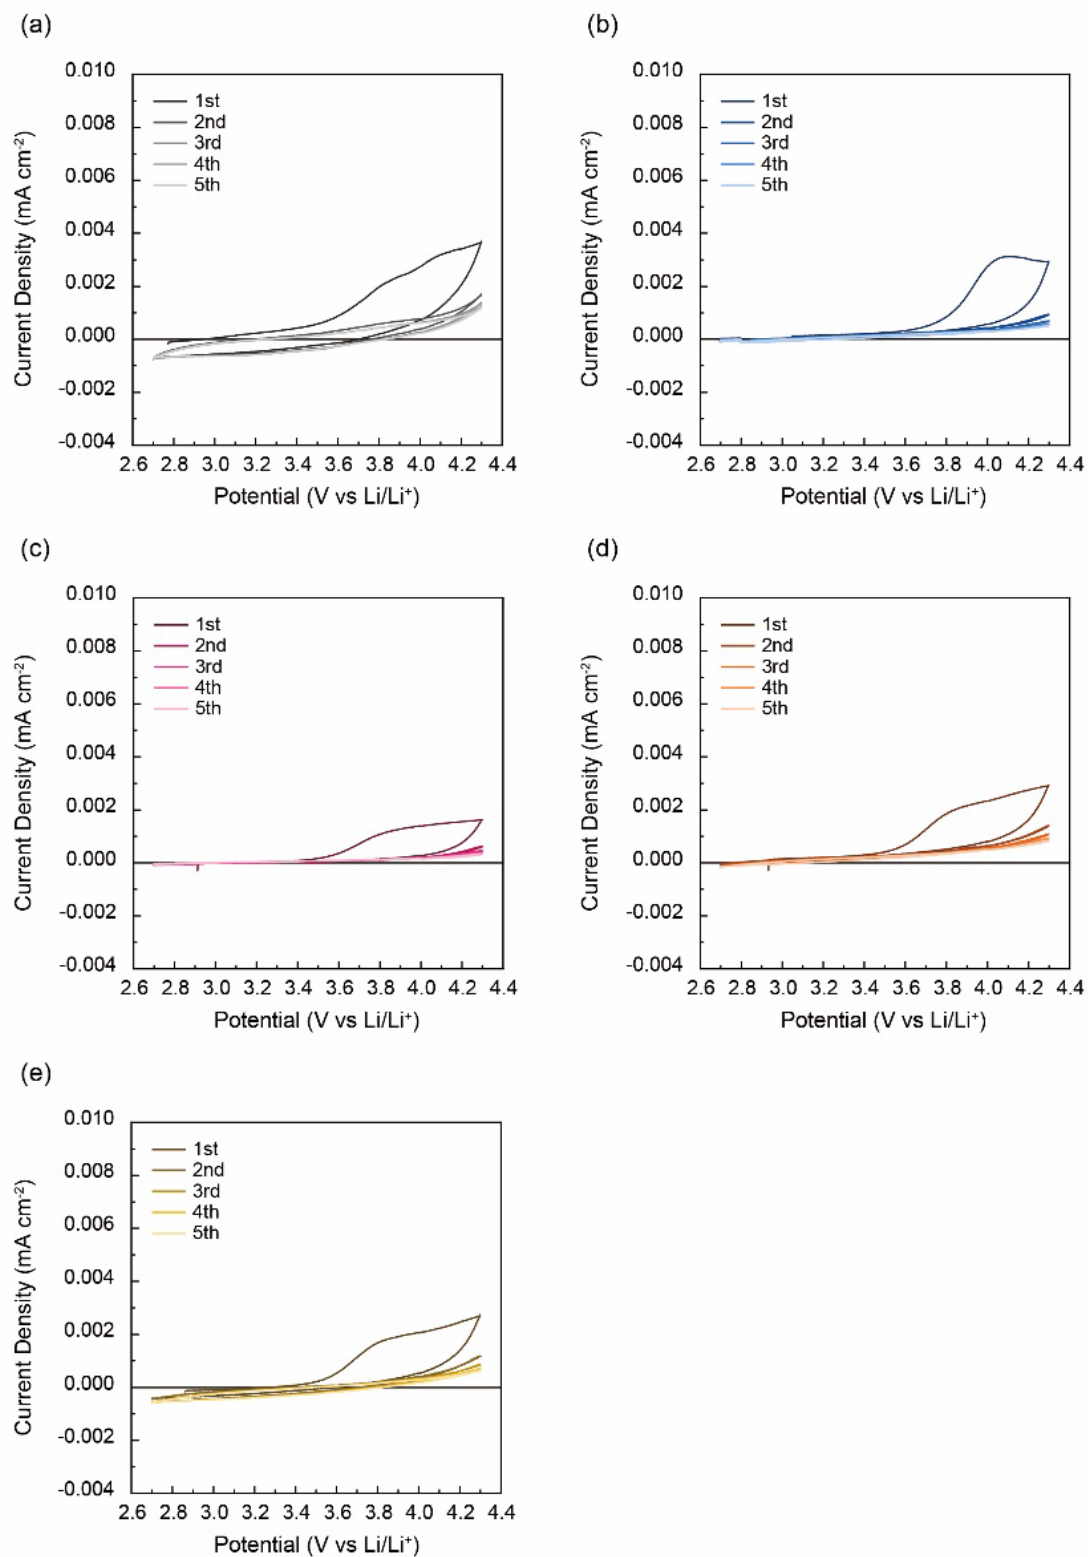 (a)
0.010
0.008
0.006
0.004
0.002
0.000
-0.002
-0.004
Current Density (mA cm⁻²)
1st
2nd
3rd
4th
5th
2.6 2.8 3.0 3.2 3.4 3.6 3.8 4.0 4.2 4.4
Potential (V vs Li/Li⁺)
(b)
0.010
0.008
0.006
0.004
0.002
0.000
-0.002
-0.004
Current Density (mA cm⁻²)
1st
2nd
3rd
4th
5th
2.6 2.8 3.0 3.2 3.4 3.6 3.8 4.0 4.2 4.4
Potential (V vs Li/Li⁺)
(c)
0.010
0.008
0.006
0.004
0.002
0.000
-0.002
-0.004
Current Density (mA cm⁻²)
1st
2nd
3rd
4th
5th
2.6 2.8 3.0 3.2 3.4 3.6 3.8 4.0 4.2 4.4
Potential (V vs Li/Li⁺)
(d)
0.010
0.008
0.006
0.004
0.002
0.000
-0.002
-0.004
Current Density (mA cm⁻²)
1st
2nd
3rd
4th
5th
2.6 2.8 3.0 3.2 3.4 3.6 3.8 4.0 4.2 4.4
Potential (V vs Li/Li⁺)
(e)
0.010
0.008
0.006
0.004
0.002
0.000
-0.002
-0.004
Current Density (mA cm⁻²)
1st
2nd
3rd
4th
5th
2.6 2.8 3.0 3.2 3.4 3.6 3.8 4.0 4.2 4.4
Potential (V vs Li/Li⁺)